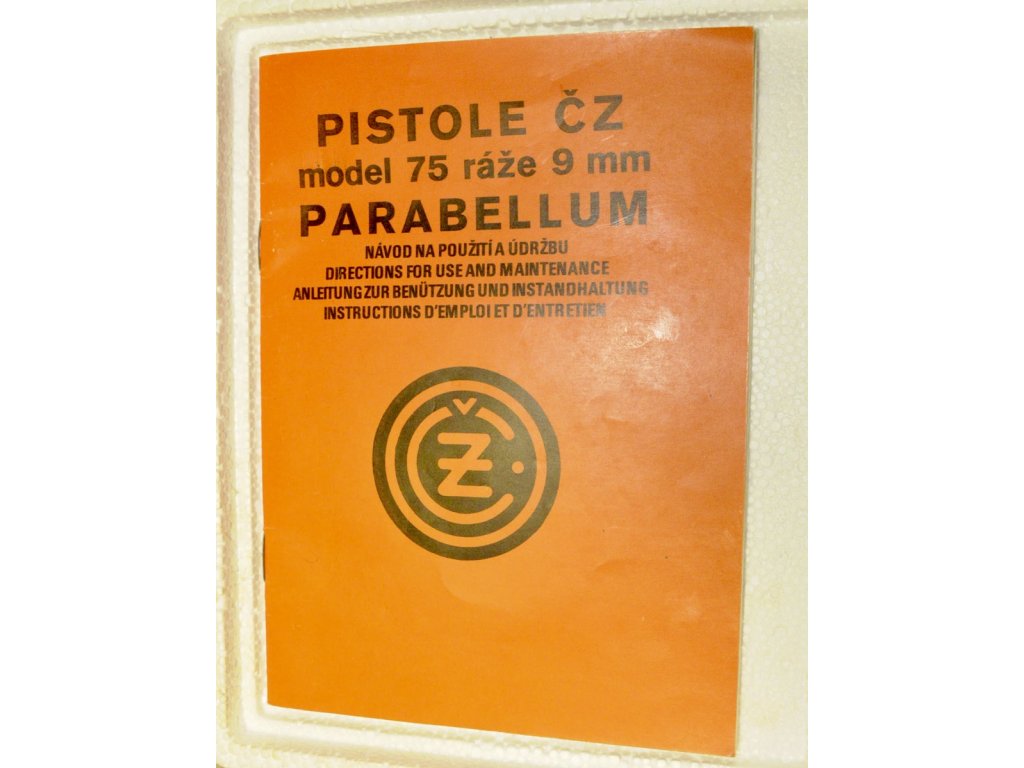 PISTOLE ČZ
model 75 ráže 9 mm
PARABELLUM
NÁVOD NA POUŽITÍ A ÚDRŽBU
DIRECTIONS FOR USE AND MAINTENANCE
ANLEITUNG ZUR BENÜTZUNG UND INSTANDHALTUNG
INSTRUCTIONS D'EMPLOI ET D'ENTRETIEN
ČZ